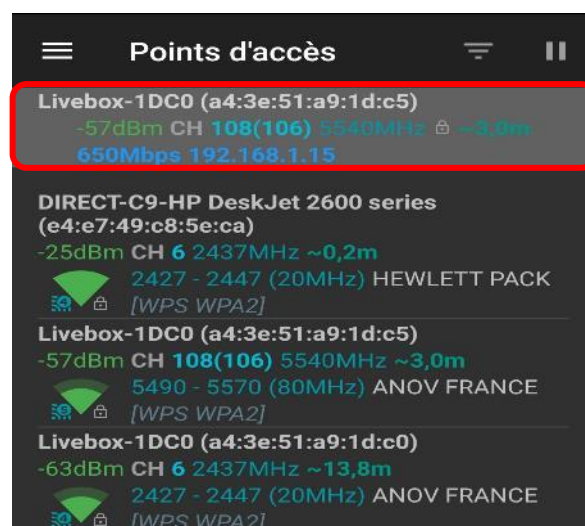 Points d'accès
Livebox-1DC0 (a4:3e:51:a9:1d:c5)
-57dBm CH 108(106) 5540MHz ~3,0m
650Mbps 192.168.1.15
DIRECT-C9-HP DeskJet 2600 series
(e4:e7:49:c8:5e:ca)
-25dBm CH 6 2437MHz ~0,2m
2427 - 2447 (20MHz) HEWLETT PACK
[WPS WPA2]
Livebox-1DC0 (a4:3e:51:a9:1d:c5)
-57dBm CH 108(106) 5540MHz ~3,0m
5490 - 5570 (80MHz) ANOV FRANCE
[WPS WPA2]
Livebox-1DC0 (a4:3e:51:a9:1d:c0)
-63dBm CH 6 2437MHz ~13,8m
2427 - 2447 (20MHz) ANOV FRANCE
[WPS WPA2]